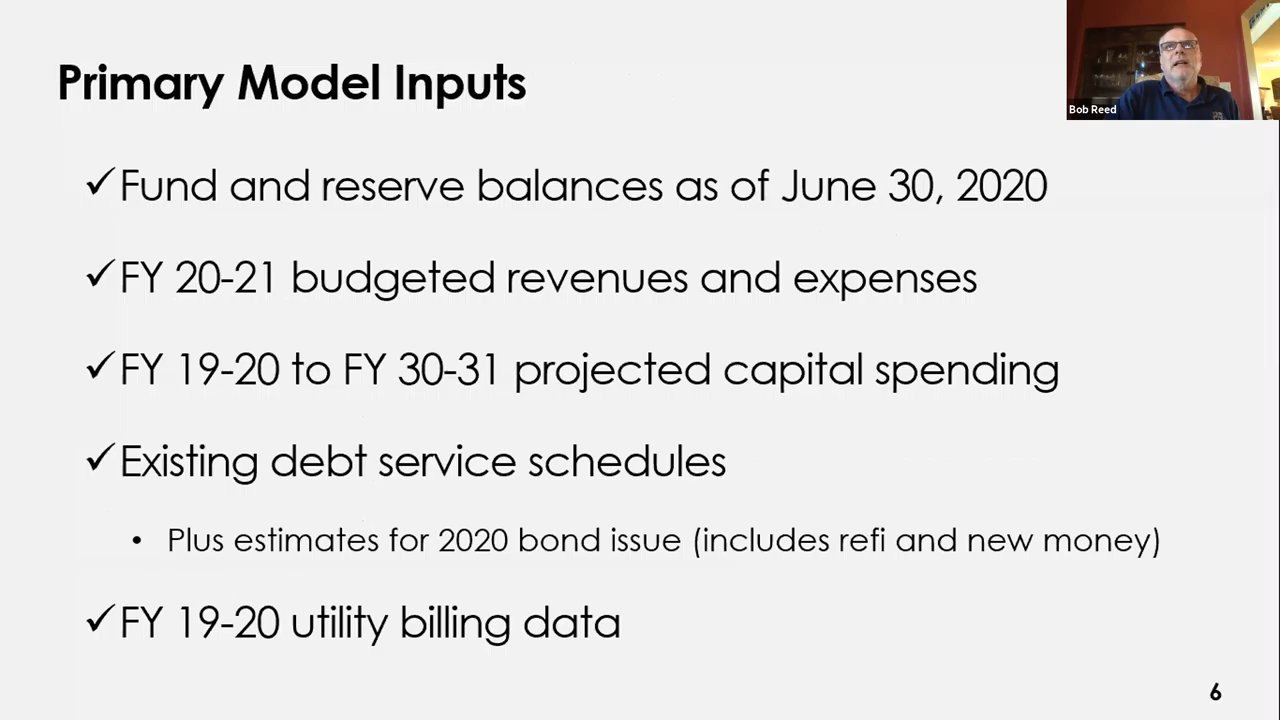 Primary Model Inputs
Bob Reed
✓Fund and reserve balances as of June 30, 2020
✓FY 20-21 budgeted revenues and expenses
✓FY 19-20 to FY 30-31 projected capital spending
✓Existing debt service schedules
• Plus estimates for 2020 bond issue (includes refi and new money)
✓FY 19-20 utility billing data
6